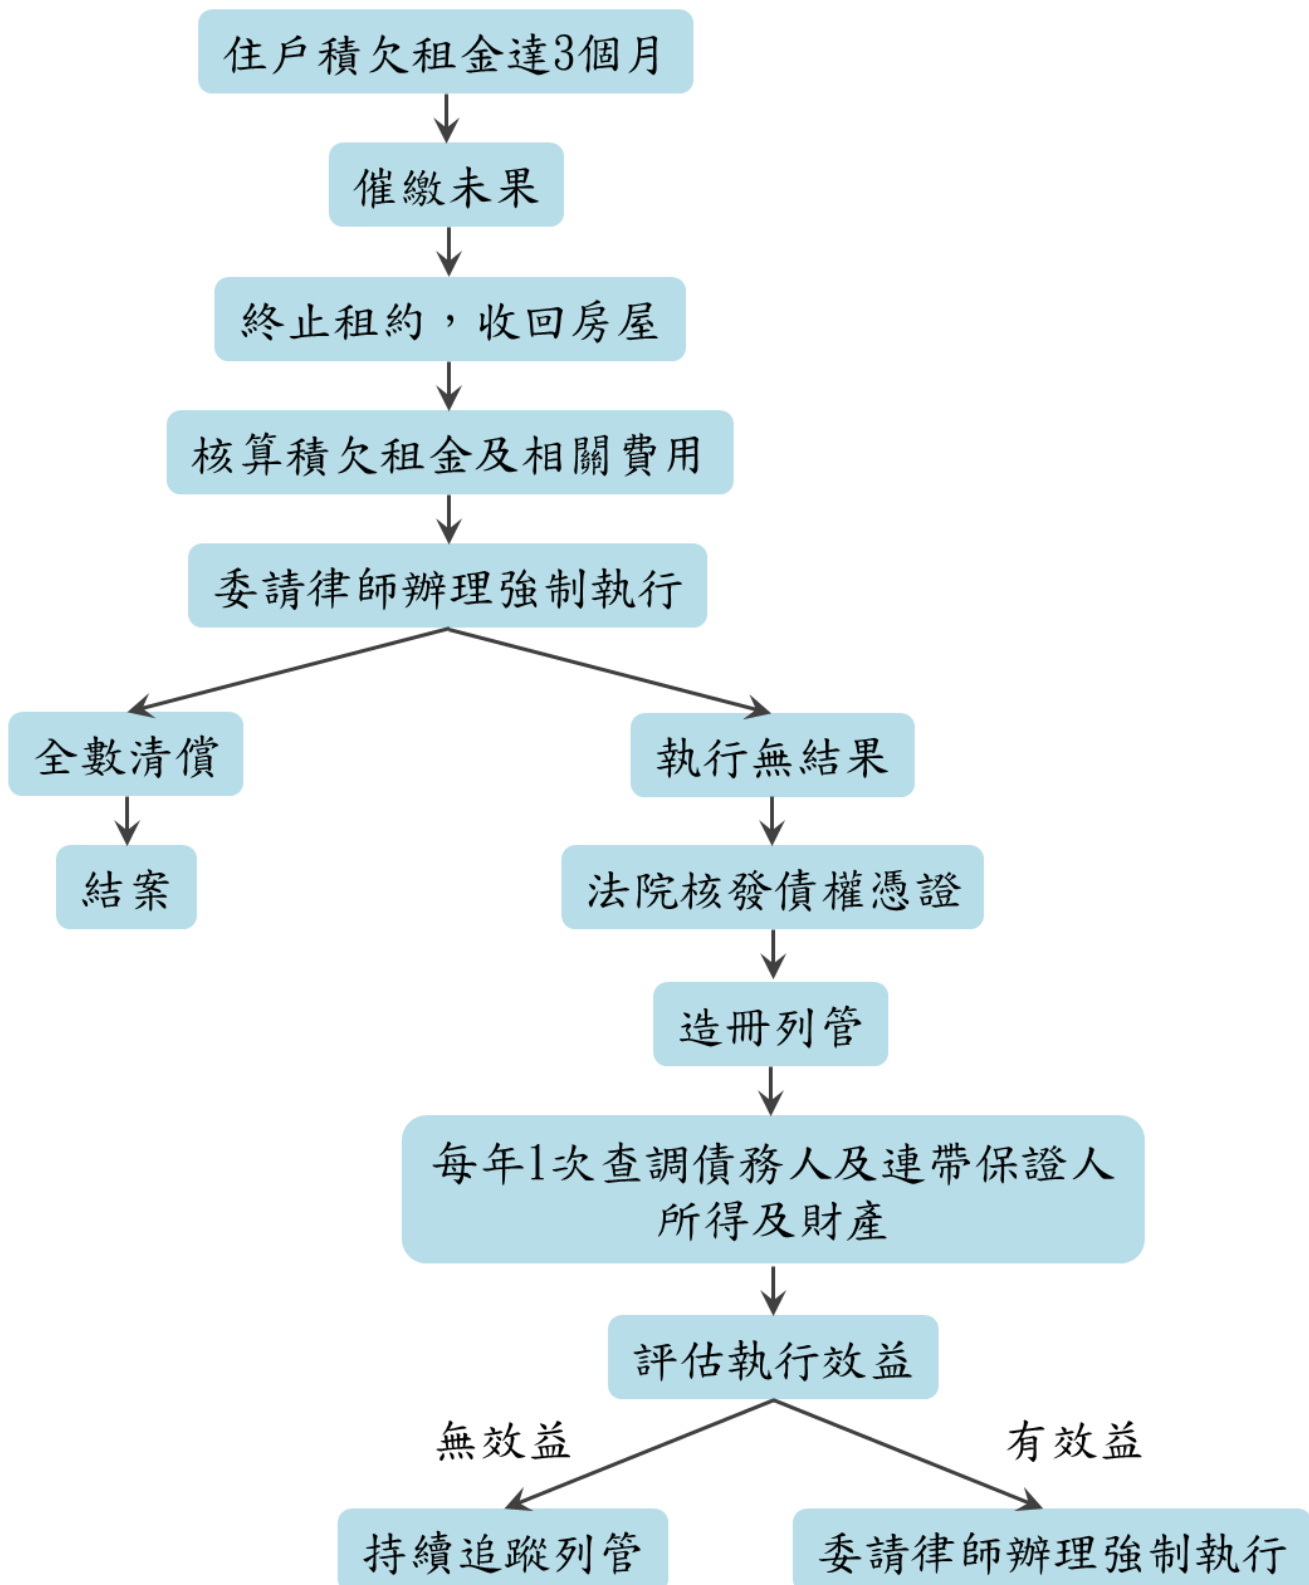 住戶積欠租金達3個月
催繳未果
終止租約，收回房屋
核算積欠租金及相關費用
委請律師辦理強制執行
全數清償
執行無結果
結案
法院核發債權憑證
造冊列管
每年1次查調債務人及連帶保證人
所得及財產
評估執行效益
無效益
有效益
持續追蹤列管
委請律師辦理強制執行